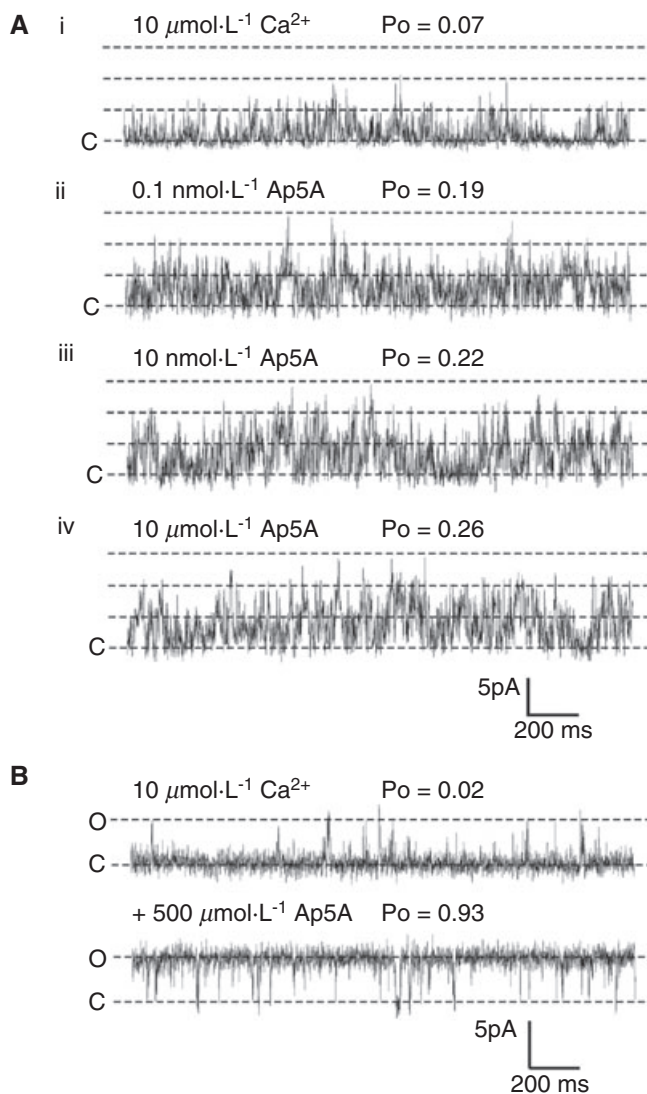 A i 10 μmol·L⁻¹ Ca²⁺ Po = 0.07
C
ii 0.1 nmol·L⁻¹ Ap5A Po = 0.19
C
iii 10 nmol·L⁻¹ Ap5A Po = 0.22
C
iv 10 μmol·L⁻¹ Ap5A Po = 0.26
C
5pA
200 ms
B
10 μmol·L⁻¹ Ca²⁺ Po = 0.02
O
C
+ 500 μmol·L⁻¹ Ap5A Po = 0.93
O
C
5pA
200 ms